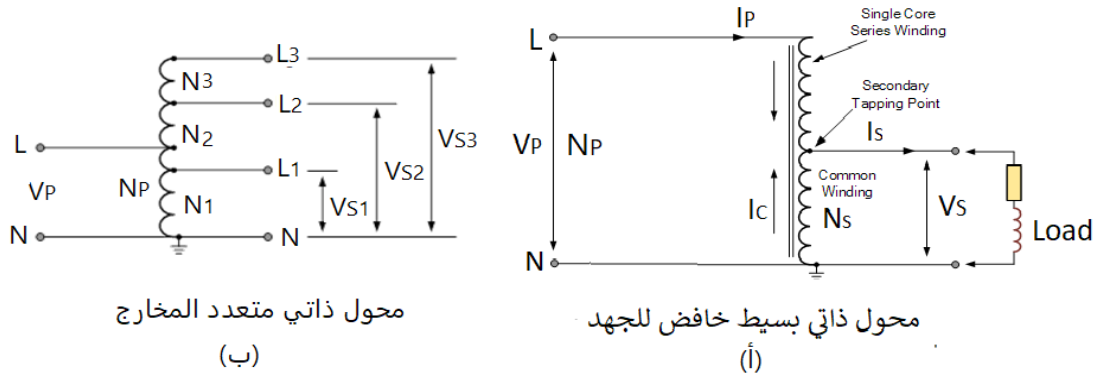 L3
N3
L2
N2
L
VS3
VS2
L1
VP
NP
N1
VS1
N
N
محول ذاتي متعدد المخارج
(ب)
IP
Single Core
Series Winding
L
Secondary
Tapping Point
IS
VP
NP
Common
Winding
IC
NS
VS
Load
N
محول ذاتي بسيط خافض للجهد
(أ)